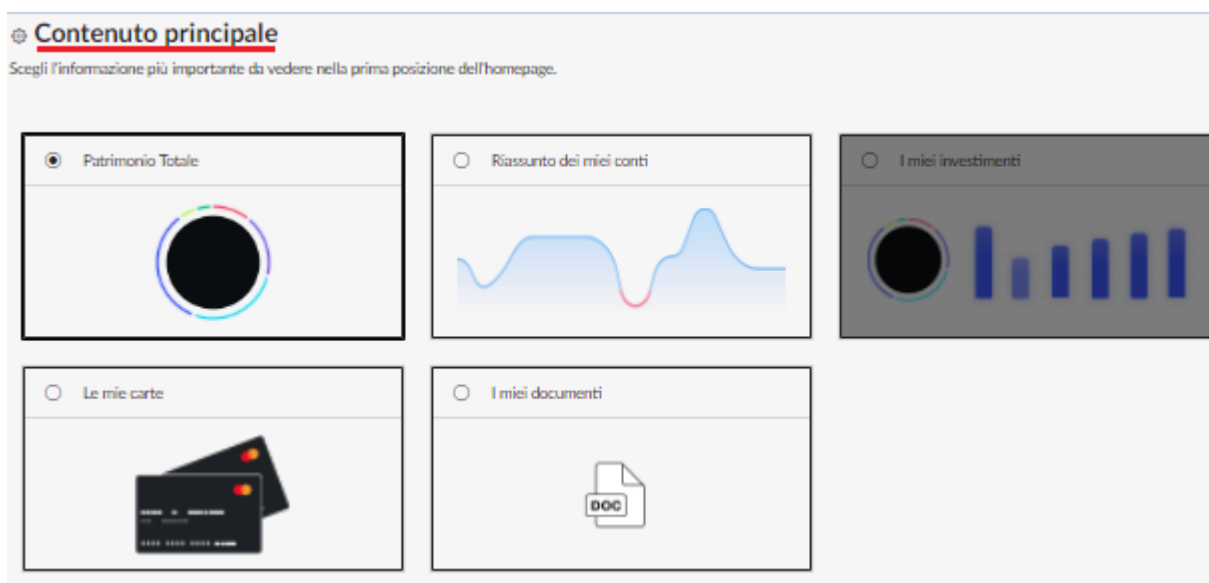 Contenuto principale
Scegli l'informazione più importante da vedere nella prima posizione dell'homepage.
Patrimonio Totale
Riassunto dei miei conti
I miei investimenti
Le mie carte
I miei documenti
DOC